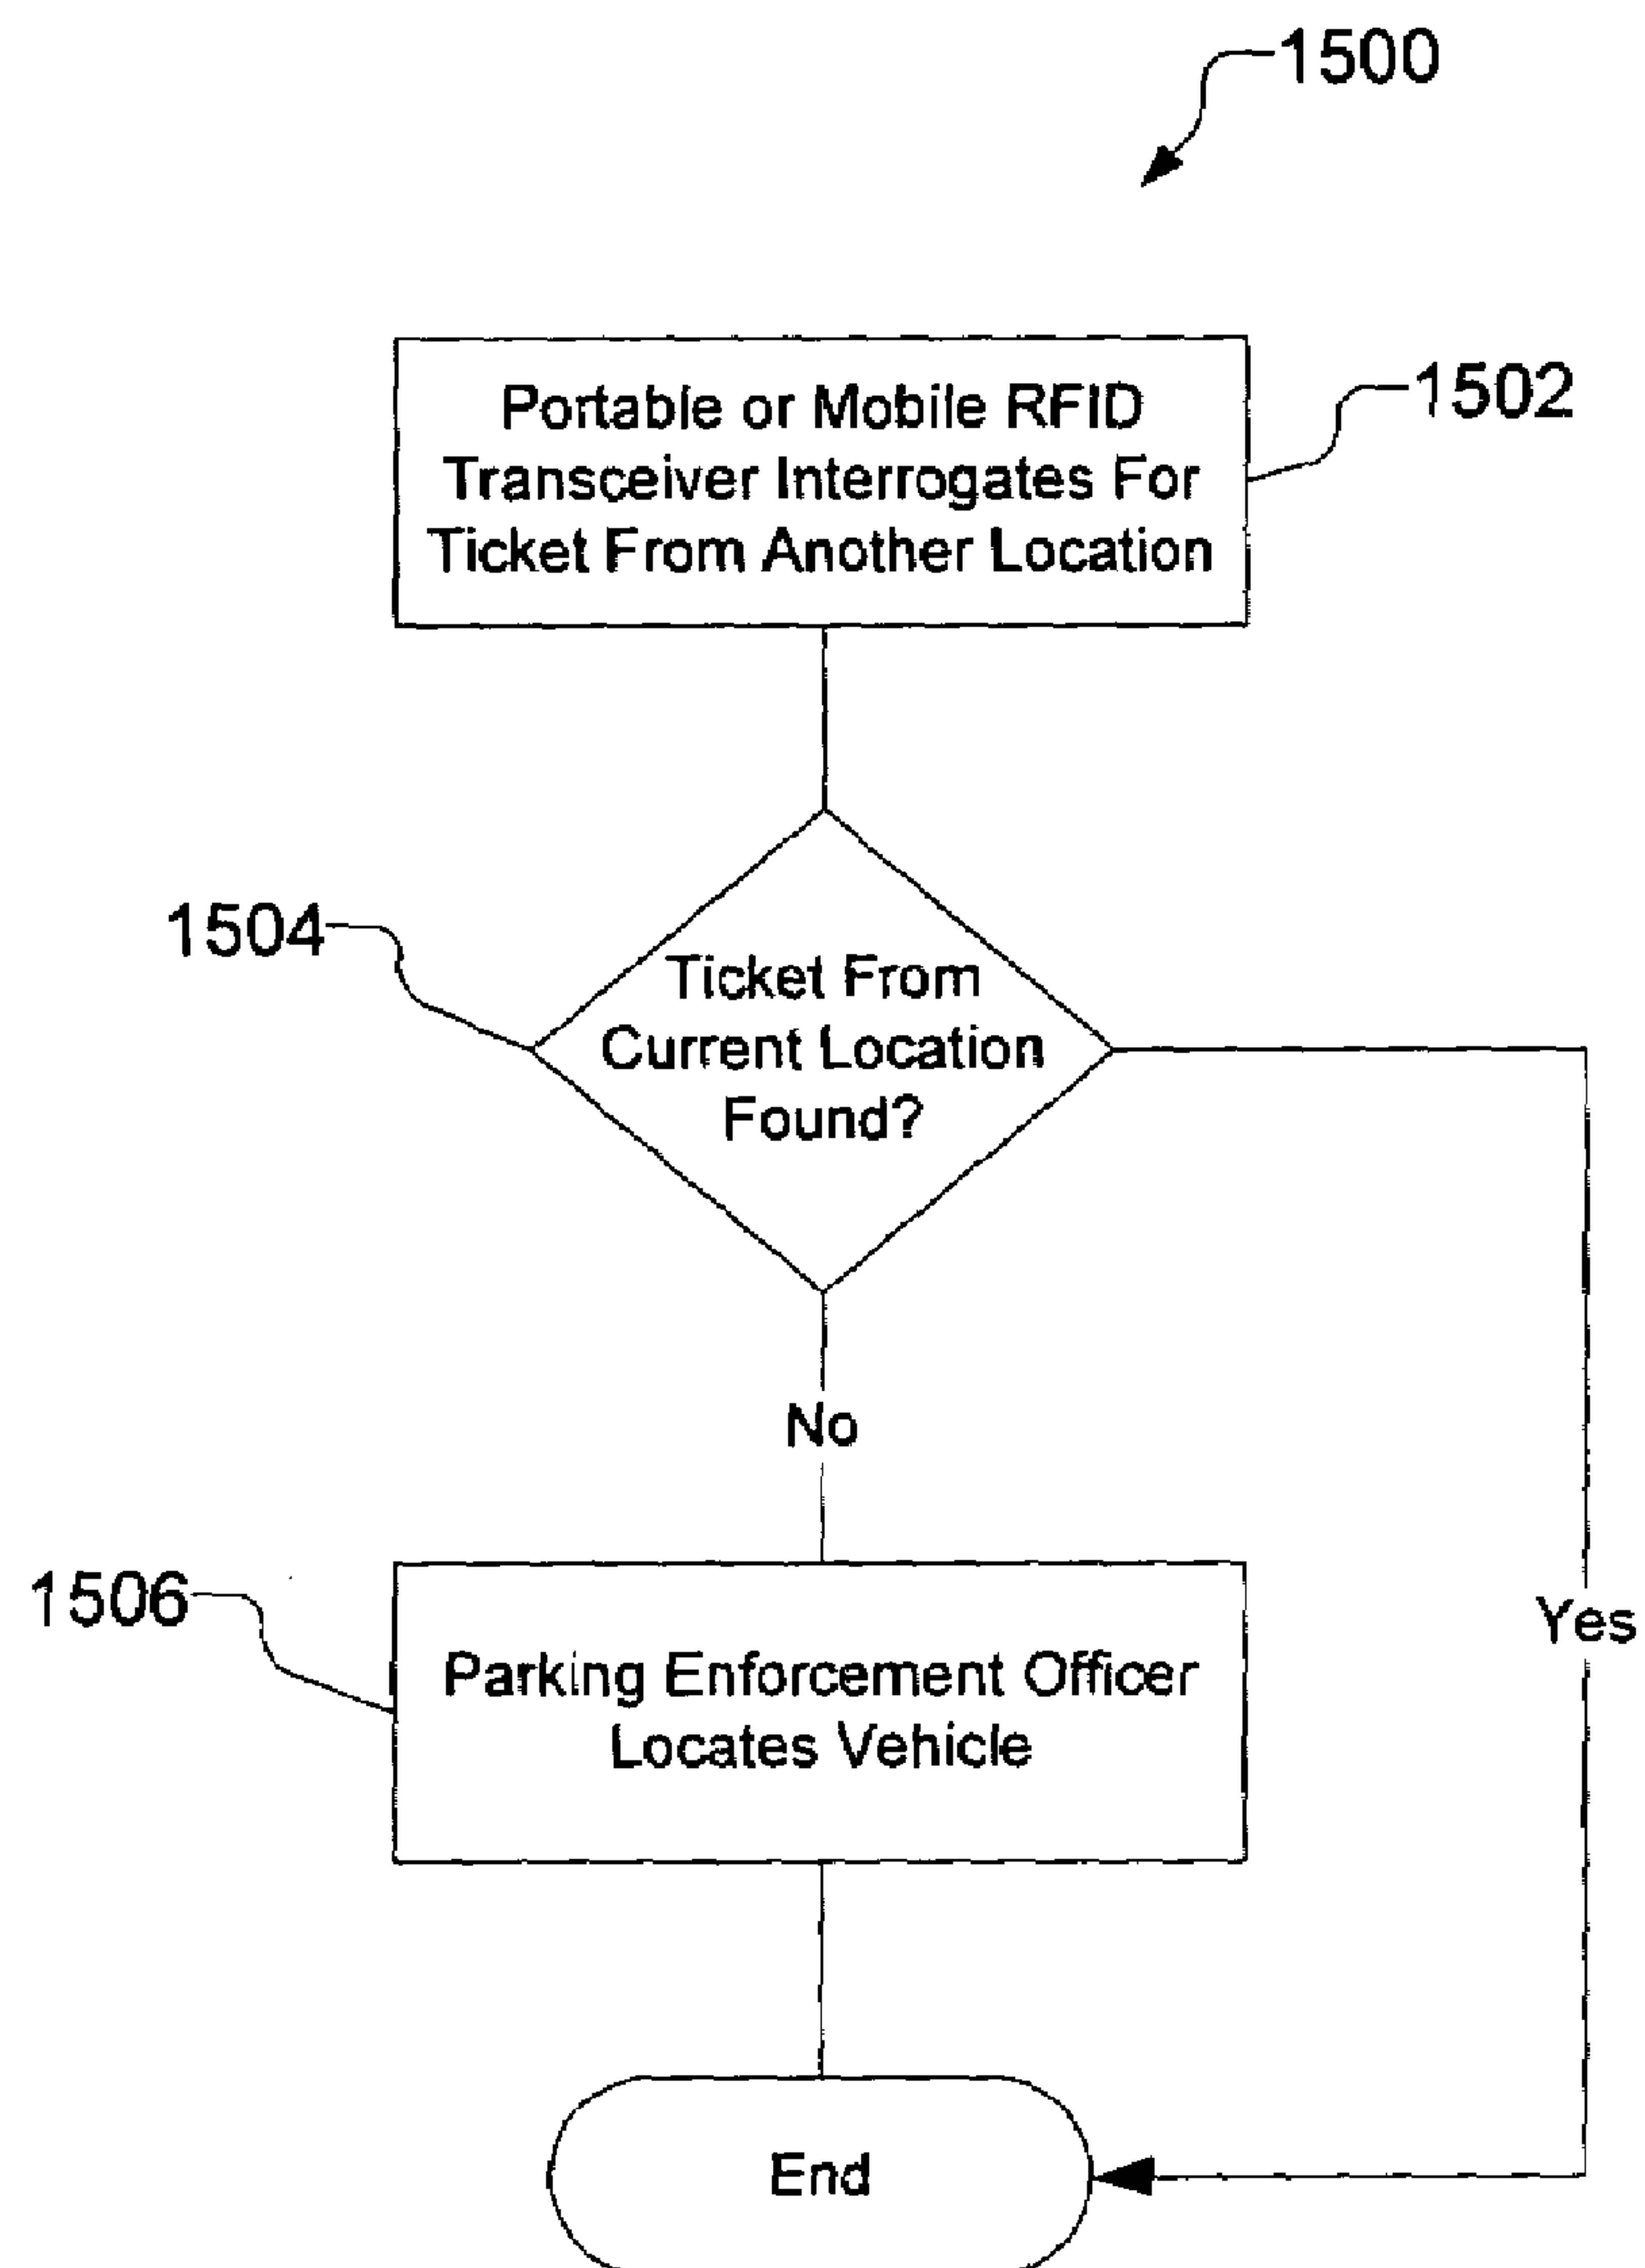 1500
Portable or Mobile RFID
Transceiver Interrogates For
Ticket From Another Location
1502
1504
Ticket From
Current Location
Found?
No
Yes
1506
Parking Enforcement Officer
Locates Vehicle
End